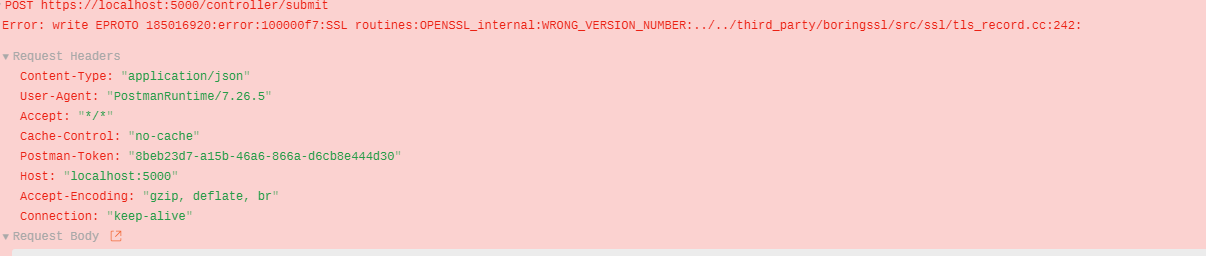 POST https://localhost:5000/controller/submit
Error: write EPROTO 185016920:error:100000f7:SSL routines:OPENSSL_internal:WRONG_VERSION_NUMBER:../../third_party/boringssl/src/ssl/tls_record.cc:242:
Request Headers
Content-Type: "application/json"
User-Agent: "PostmanRuntime/7.26.5"
Accept: "*/*"
Cache-Control: "no-cache"
Postman-Token: "8beb23d7-a15b-46a6-866a-d6cb8e444d30"
Host: "localhost:5000"
Accept-Encoding: "gzip, deflate, br"
Connection: "keep-alive"
Request Body